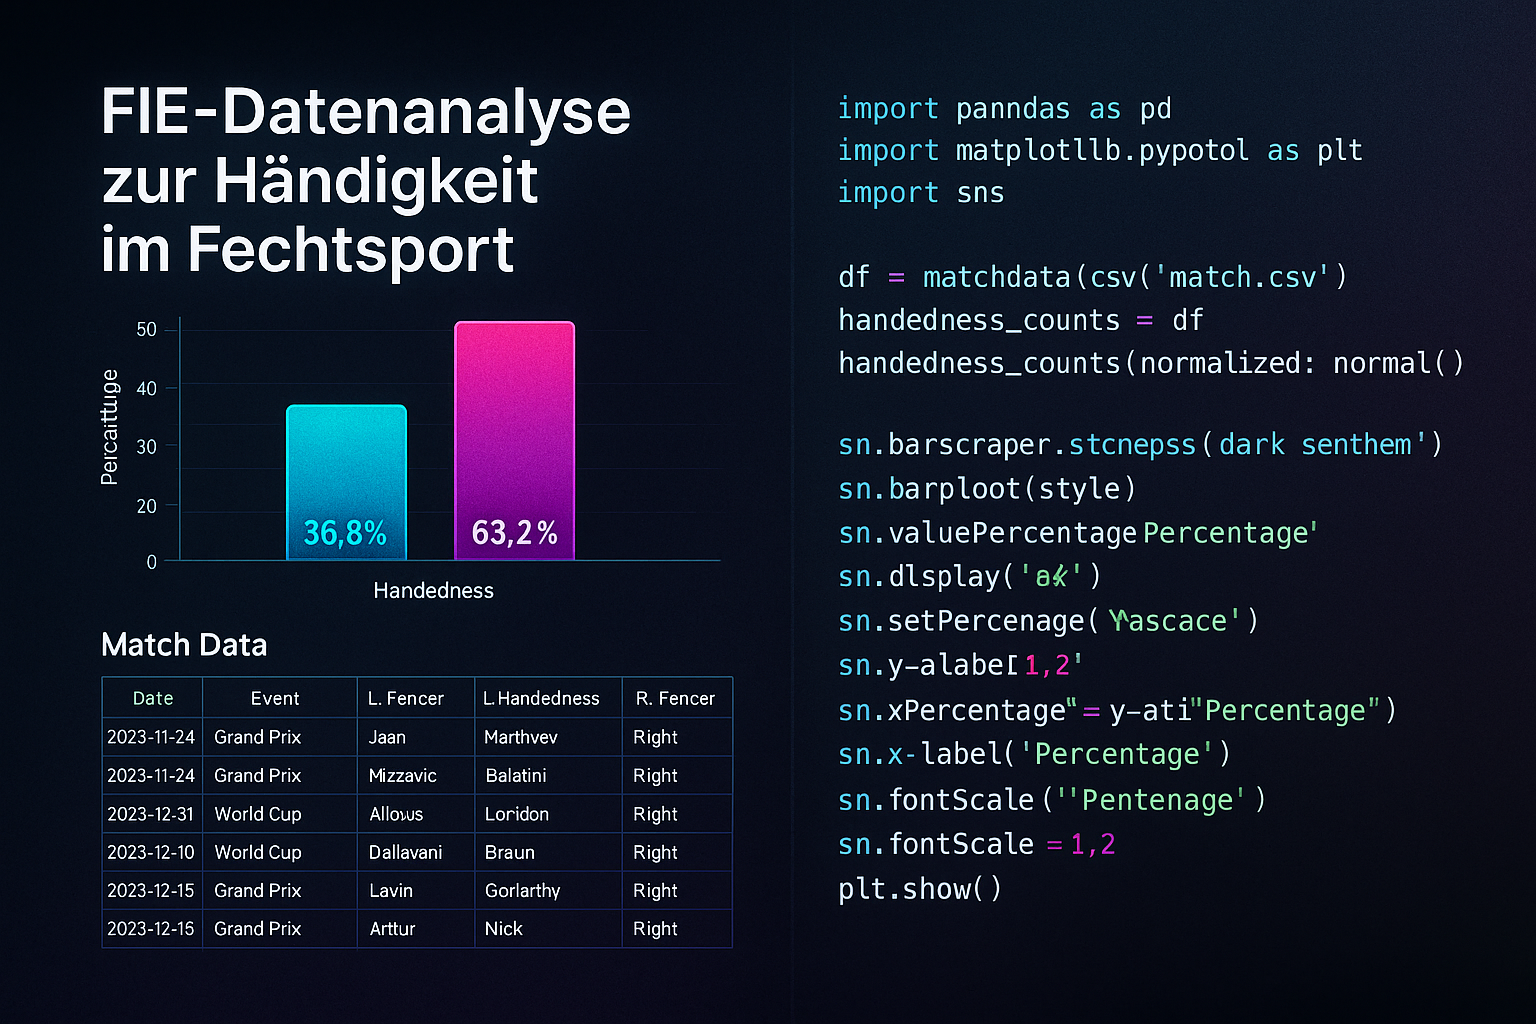 FIE-Datenanalyse
zur Händigkeit
im Fechtsport
50
40
30
20
0
36,8%
63,2%
Handedness
Match Data
Date Event L. Fencer L.Handedness R. Fencer
2023-11-24 Grand Prix Jaan Marthvev Right
2023-11-24 Grand Prix Mizzavic Balatini Right
2023-12-31 World Cup Allows Loridon Right
2023-12-10 World Cup Dallavani Braun Right
2023-12-15 Grand Prix Lavin Gorlarthy Right
2023-12-16 Grand Prix Arttur Nick Right
import panndas as pd
import matplotllb.pypotol as plt
import sns
df = matchdata(csv('match.csv')
handedness_counts = df
handedness_counts(normalized: normal()
sn.barscraper.stcnepss(dark senthem')
sn.barploot(style)
sn.valuePercentage Percentage'
sn.dlsplay(' ')
sn.setPercenage( ')
sn.y-alabe[1,2'
sn.xPercentage"= y-ati"Percentage")
sn.x-label('Percentage')
sn.fontScale(''Pentenage')
sn.fontScale = 1,2
plt.show()